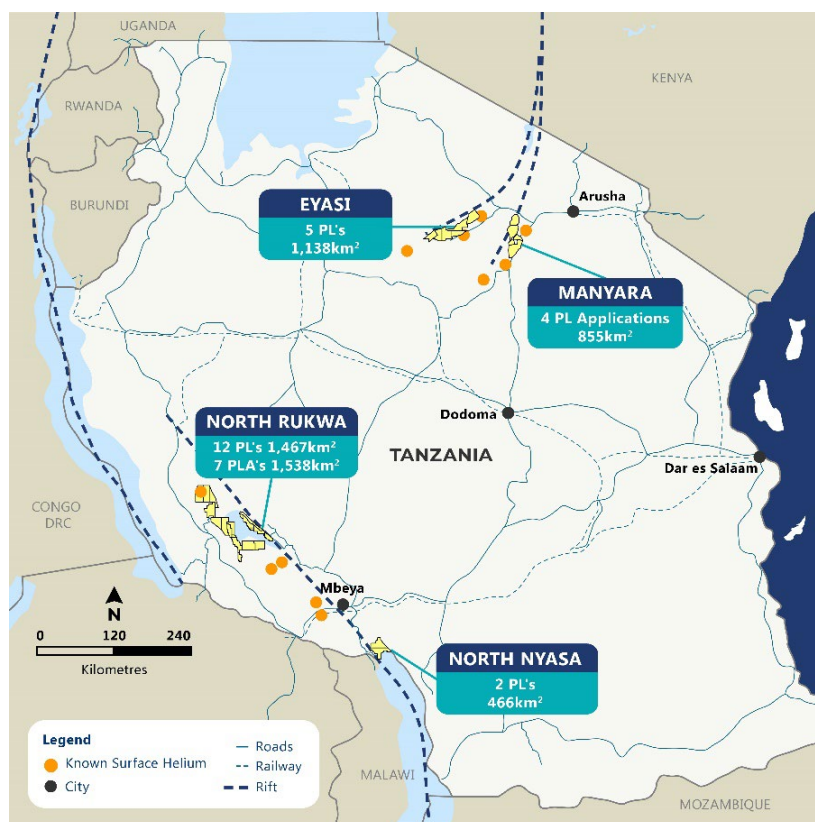 UGANDA
KENYA
RWANDA
BURUNDI
EYASI
5 PL's
1,138km²
Arusha
MANYARA
4 PL Applications
855km²
NORTH RUKWA
12 PL's 1,467km²
7 PLA's 1,538km²
Dodoma
TANZANIA
Dar es Salaam
CONGO
DRC
Mbeya
N
0 120 240
Kilometres
NORTH NYASA
2 PL's
466km²
Legend
Known Surface Helium
City
Roads
Railway
Rift
MALAWI
MOZAMBIQUE